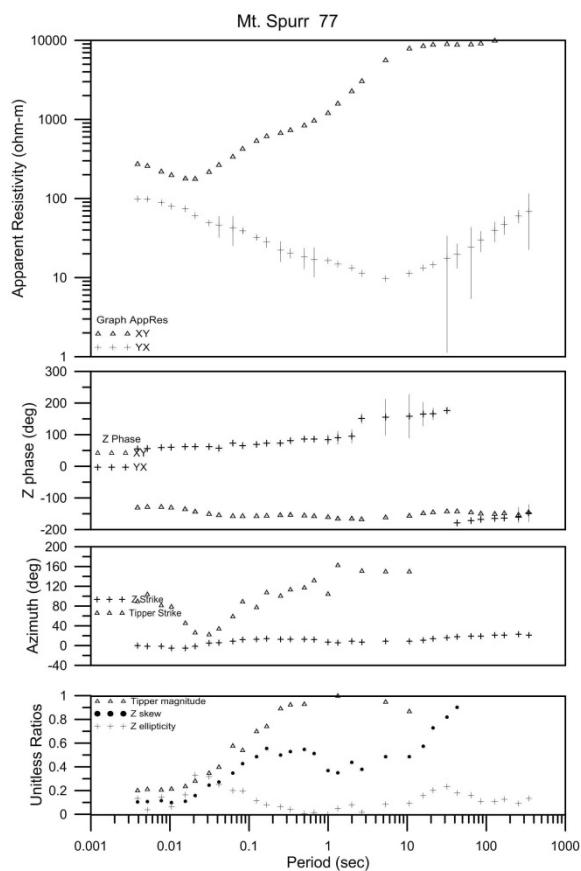 Mt. Spurr 77
Apparent Resistivity (ohm-m)
10000
1000
100
10
1
Graph AppRes
XY
YX
Z phase (deg)
300
200
100
0
-100
-200
Z Phase
XY
YX
Azimuth (deg)
200
160
120
80
40
0
-40
Z Strike
Tipper Strike
Unitless Ratios
1
0.8
0.6
0.4
0.2
0
Tipper magnitude
Z skew
Z ellipticity
0.001
0.01
0.1
1
10
100
1000
Period (sec)